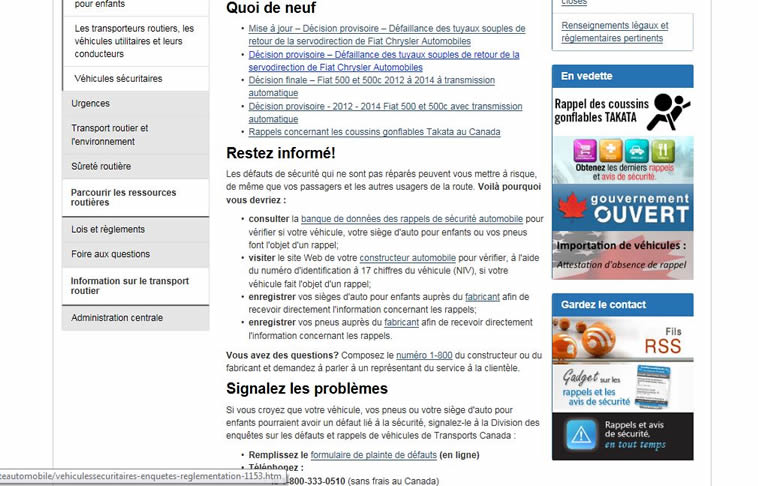 pour enfants
Les transporteurs routiers, les
véhicules utilitaires et leurs
conducteurs
Véhicules sécuritaires
Urgences
Transport routier et
l'environnement
Sûreté routière
Parcourir les ressources
routières
Lois et règlements
Foire aux questions
Information sur le transport
routier
Administration centrale
Quoi de neuf
• Mise à jour – Décision provisoire – Défaillance des tuyaux souples de
retour de la servodirection de Fiat Chrysler Automobiles
• Décision provisoire – Défaillance des tuyaux souples de retour de la
servodirection de Fiat Chrysler Automobiles
• Décision finale – Fiat 500 et 500c 2012 à 2014 à transmission
automatique
• Décision provisoire - 2012 - 2014 Fiat 500 et 500c avec transmission
automatique
• Rappels concernant les coussins gonflables Takata au Canada
Restez informé!
Les défauts de sécurité qui ne sont pas réparés peuvent vous mettre à risque,
de même que vos passagers et les autres usagers de la route. Voilà pourquoi
vous devriez :
• consulter la banque de données des rappels de sécurité automobile pour
vérifier si votre véhicule, votre siège d'auto pour enfants ou vos pneus
font l'objet d'un rappel;
• visiter le site Web de votre constructeur automobile pour vérifier, à l'aide
du numéro d'identification à 17 chiffres du véhicule (NIV), si votre
véhicule fait l'objet d'un rappel;
• enregistrer vos sièges d'auto pour enfants auprès du fabricant afin de
recevoir directement l'information concernant les rappels;
• enregistrer vos pneus auprès du fabricant afin de recevoir directement
l'information concernant les rappels.
Vous avez des questions? Composez le numéro 1-800 du constructeur ou du
fabricant et demandez à parler à un représentant du service à la clientèle.
Signalez les problèmes
Si vous croyez que votre véhicule, vos pneus ou votre siège d'auto pour
enfants pourraient avoir un défaut lié à la sécurité, signalez-le à la Division des
enquêtes sur les défauts et rappels de véhicules de Transports Canada :
• Remplissez le formulaire de plainte de défauts (en ligne)
• Téléphonez :
1-800-333-0510 (sans frais au Canada)
closes
Renseignements légaux et
règlementaires pertinents
En vedette
Rappel des coussins
gonflables TAKATA
Obtenez les derniers rappels
et avis de sécurité.
gouvernement
OUVERT
Importation de véhicules :
Attestation d'absence de rappel
Gardez le contact
Fils
RSS
Gadget sur les
rappels et les
avis de sécurité
Rappels et avis
de sécurité,
en tout temps
teautomobile/vehiculessecuritaires-enquetes-reglementation-1153.htm